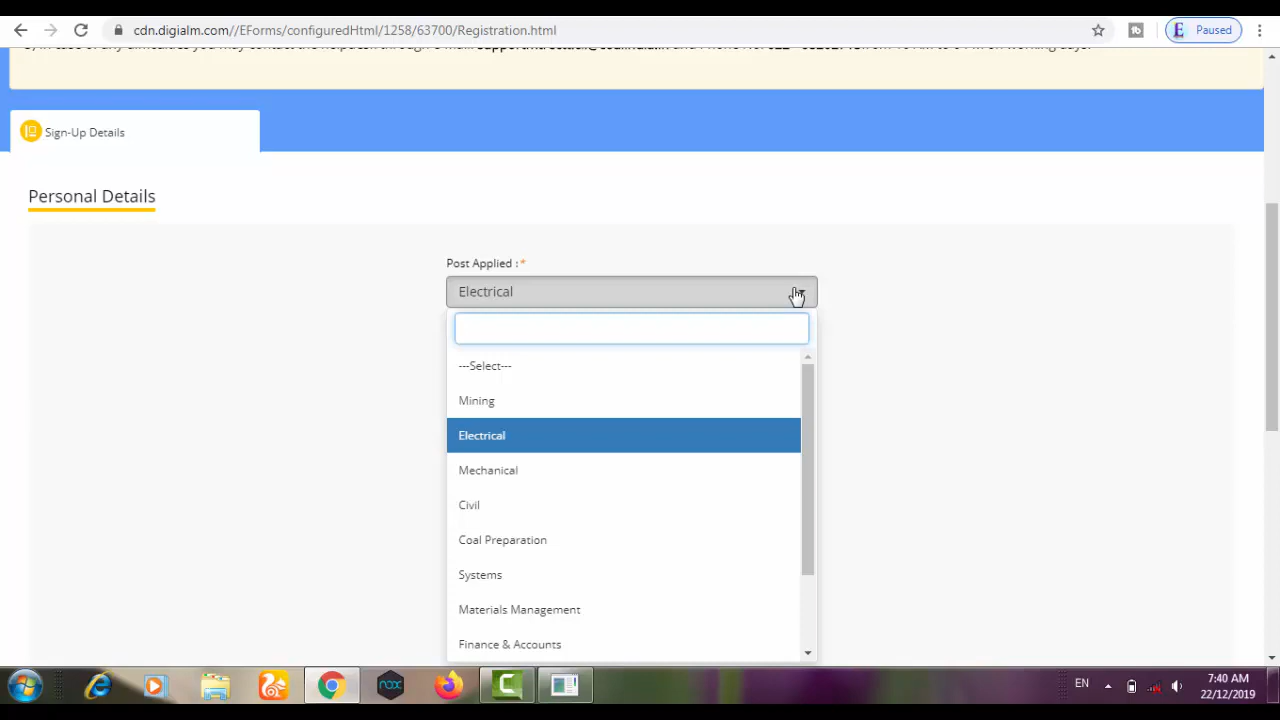 cdn.digialm.com//EForms/configuredHtml/1258/63700/Registration.html
Paused
Sign-Up Details
Personal Details
Post Applied :*
Electrical
---Select---
Mining
Electrical
Mechanical
Civil
Coal Preparation
Systems
Materials Management
Finance & Accounts
nox
EN
7:40 AM
22/12/2019